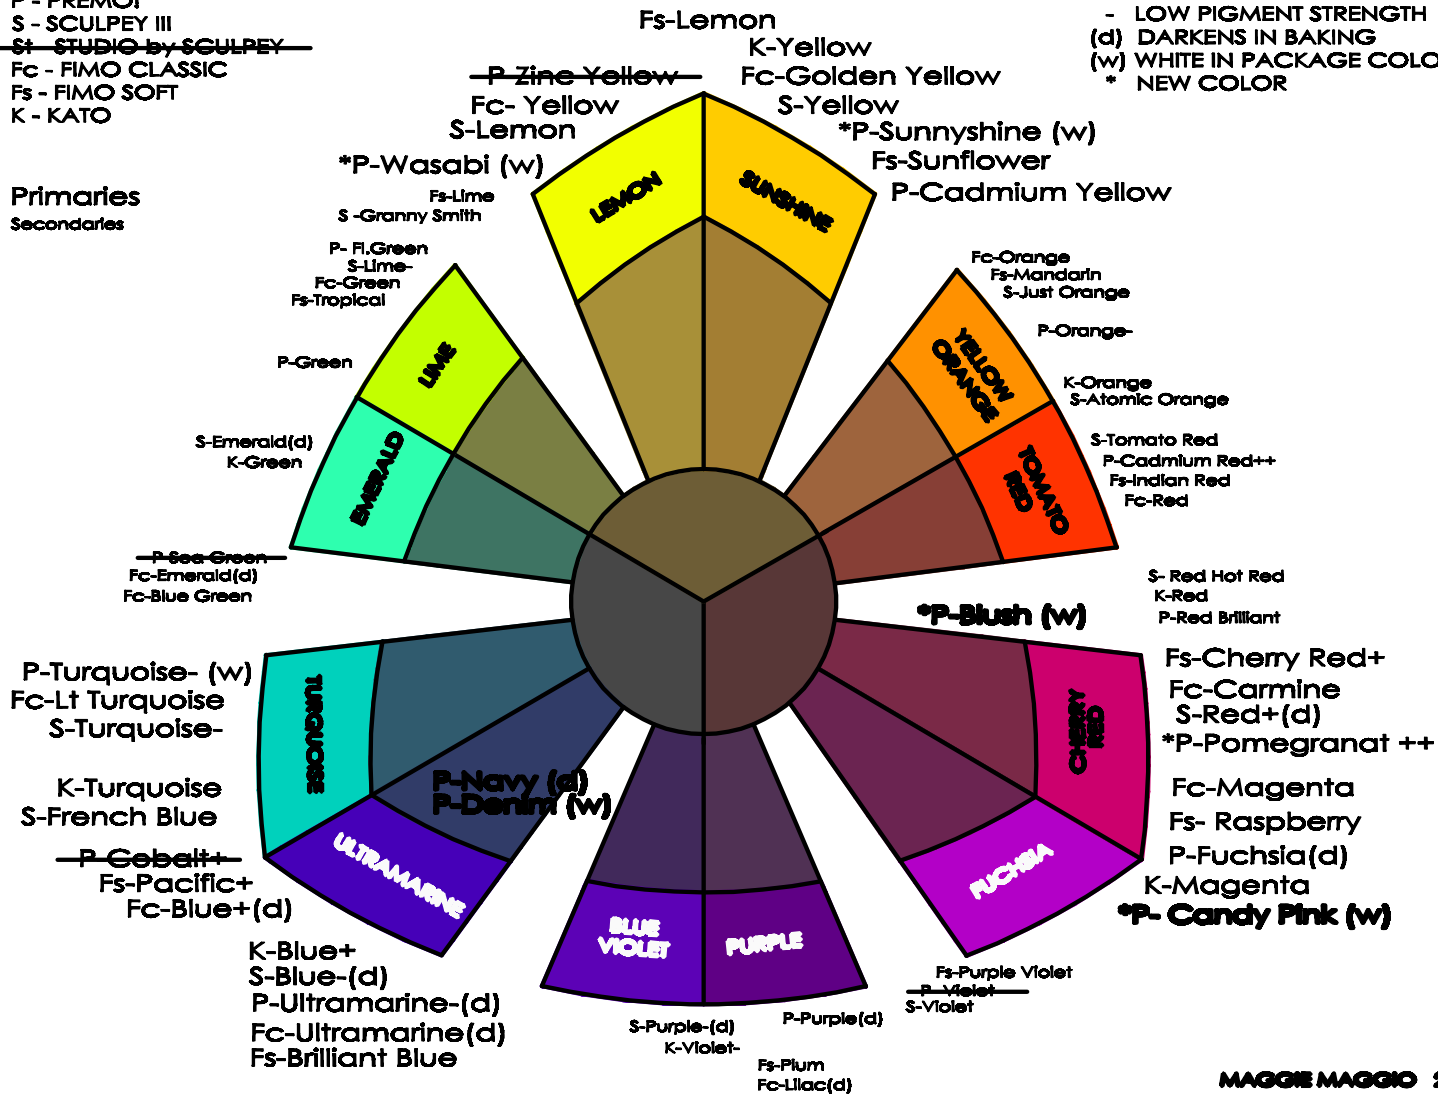 P - PREMO!
S - SCULPEY III
St - STUDIO by SCULPEY
Fc - FIMO CLASSIC
Fs - FIMO SOFT
K - KATO
- LOW PIGMENT STRENGTH
(d) DARKENS IN BAKING
(w) WHITE IN PACKAGE COLO
* NEW COLOR
Primaries
Secondaries
Fs-Lemon
K-Yellow
P-Zinc Yellow
Fc-Golden Yellow
Fc- Yellow
S-Yellow
S-Lemon
*P-Sunnyshine (w)
*P-Wasabi (w)
Fs-Sunflower
P-Cadmium Yellow
LEMON
SUNSHINE
Fs-Lime
S -Granny Smith
P- Fl.Green
S-Lime-
Fc-Green
Fs-Tropical
P-Green
LIME
Fc-Orange
Fs-Mandarin
S-Just Orange
P-Orange-
K-Orange
S-Atomic Orange
YELLOW
ORANGE
S-Emerald(d)
K-Green
EMERALD
S-Tomato Red
P-Cadmium Red++
Fs-Indian Red
Fc-Red
TOMATO
RED
P-Sea Green
Fc-Emerald(d)
Fc-Blue Green
S- Red Hot Red
K-Red
P-Red Brilliant
*P-Blush (w)
P-Turquoise- (w)
Fc-Lt Turquoise
S-Turquoise-
K-Turquoise
S-French Blue
TURQUOISE
Fs-Cherry Red+
Fc-Carmine
S-Red+(d)
*P-Pomegranat ++
Fc-Magenta
Fs- Raspberry
P-Fuchsia(d)
K-Magenta
*P- Candy Pink (w)
CHERRY
RED
P-Navy (d)
P-Denim (w)
P-Cobalt+
Fs-Pacific+
Fc-Blue+(d)
K-Blue+
S-Blue-(d)
P-Ultramarine-(d)
Fc-Ultramarine(d)
Fs-Brilliant Blue
ULTRAMARINE
FUCHSIA
BLUE
VIOLET
PURPLE
Fs-Purple Violet
P- Violet
S-Violet
S-Purple-(d)
K-Violet-
P-Purple(d)
Fs-Plum
Fc-Lilac(d)
MAGGIE MAGGIO